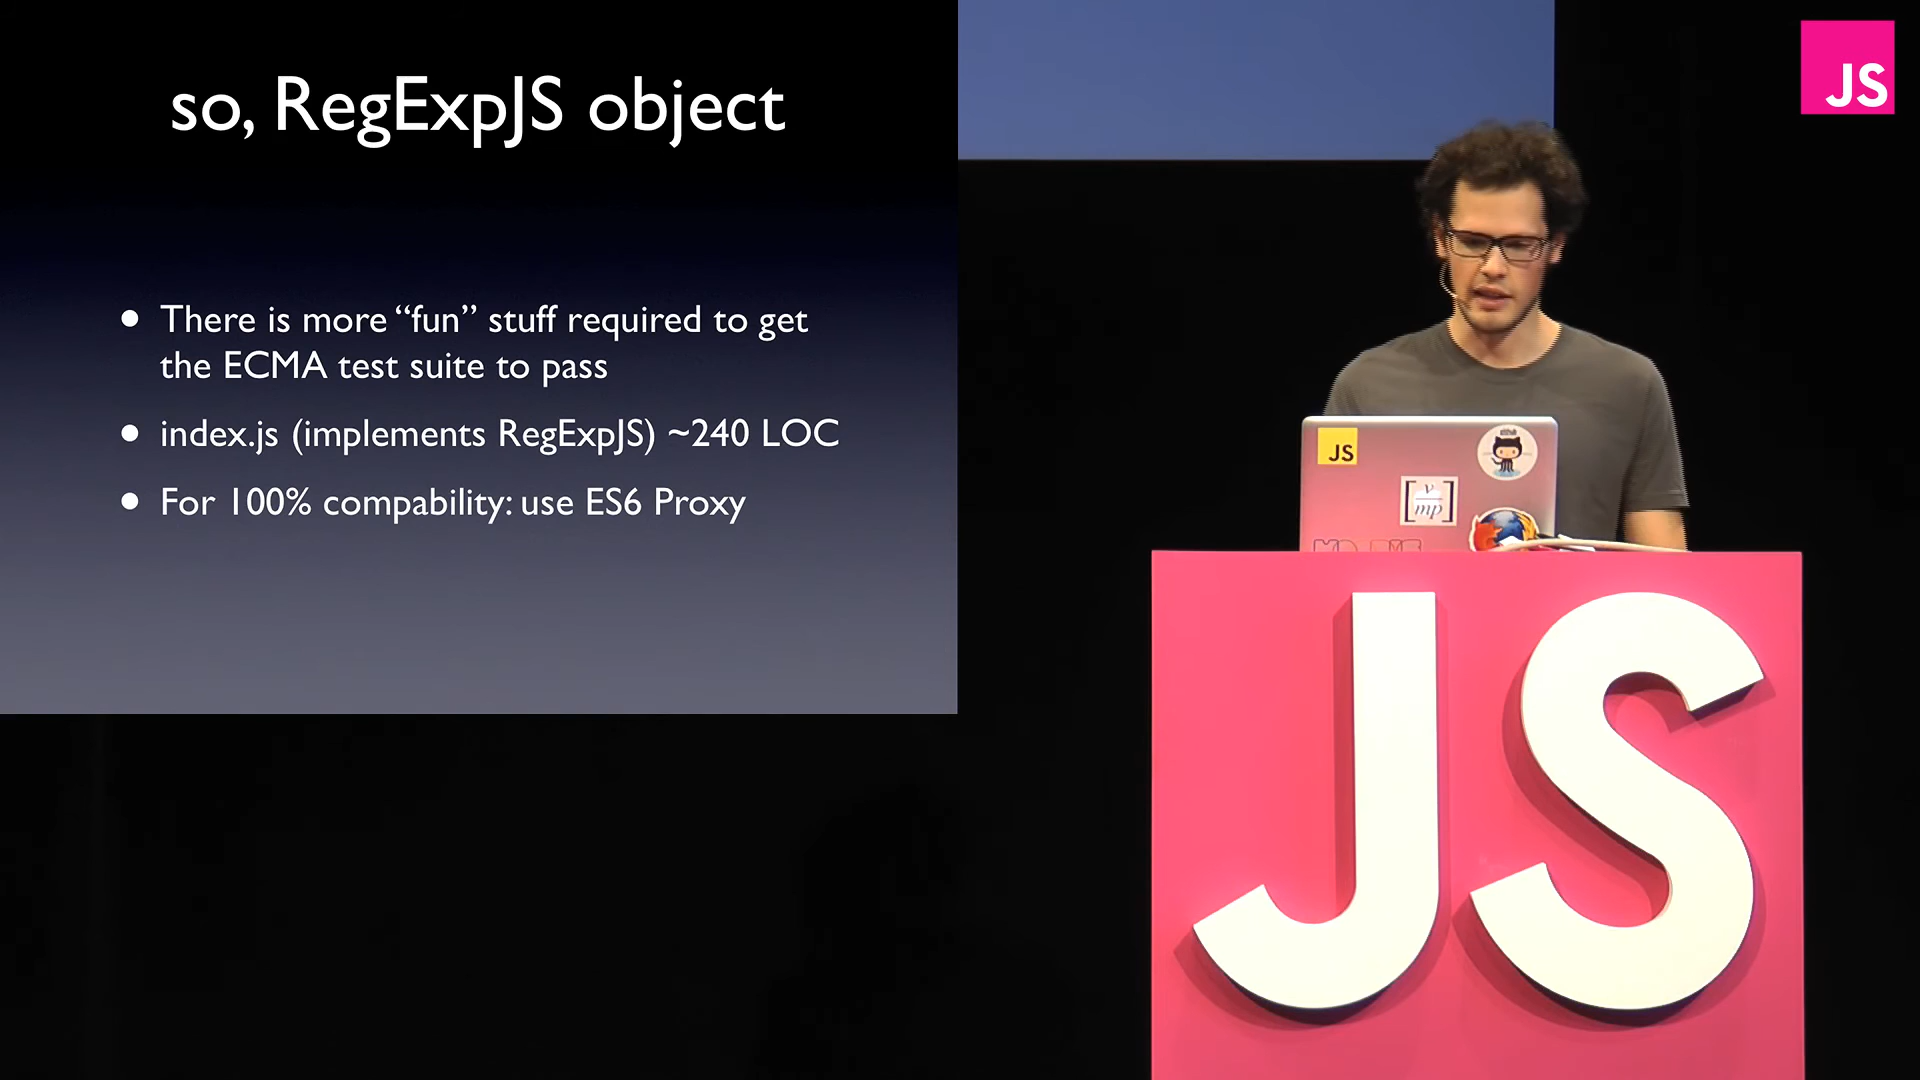 so, RegExpJS object
• There is more “fun” stuff required to get
the ECMA test suite to pass
• index.js (implements RegExpJS) ~240 LOC
• For 100% compability: use ES6 Proxy
JS
JS
JS